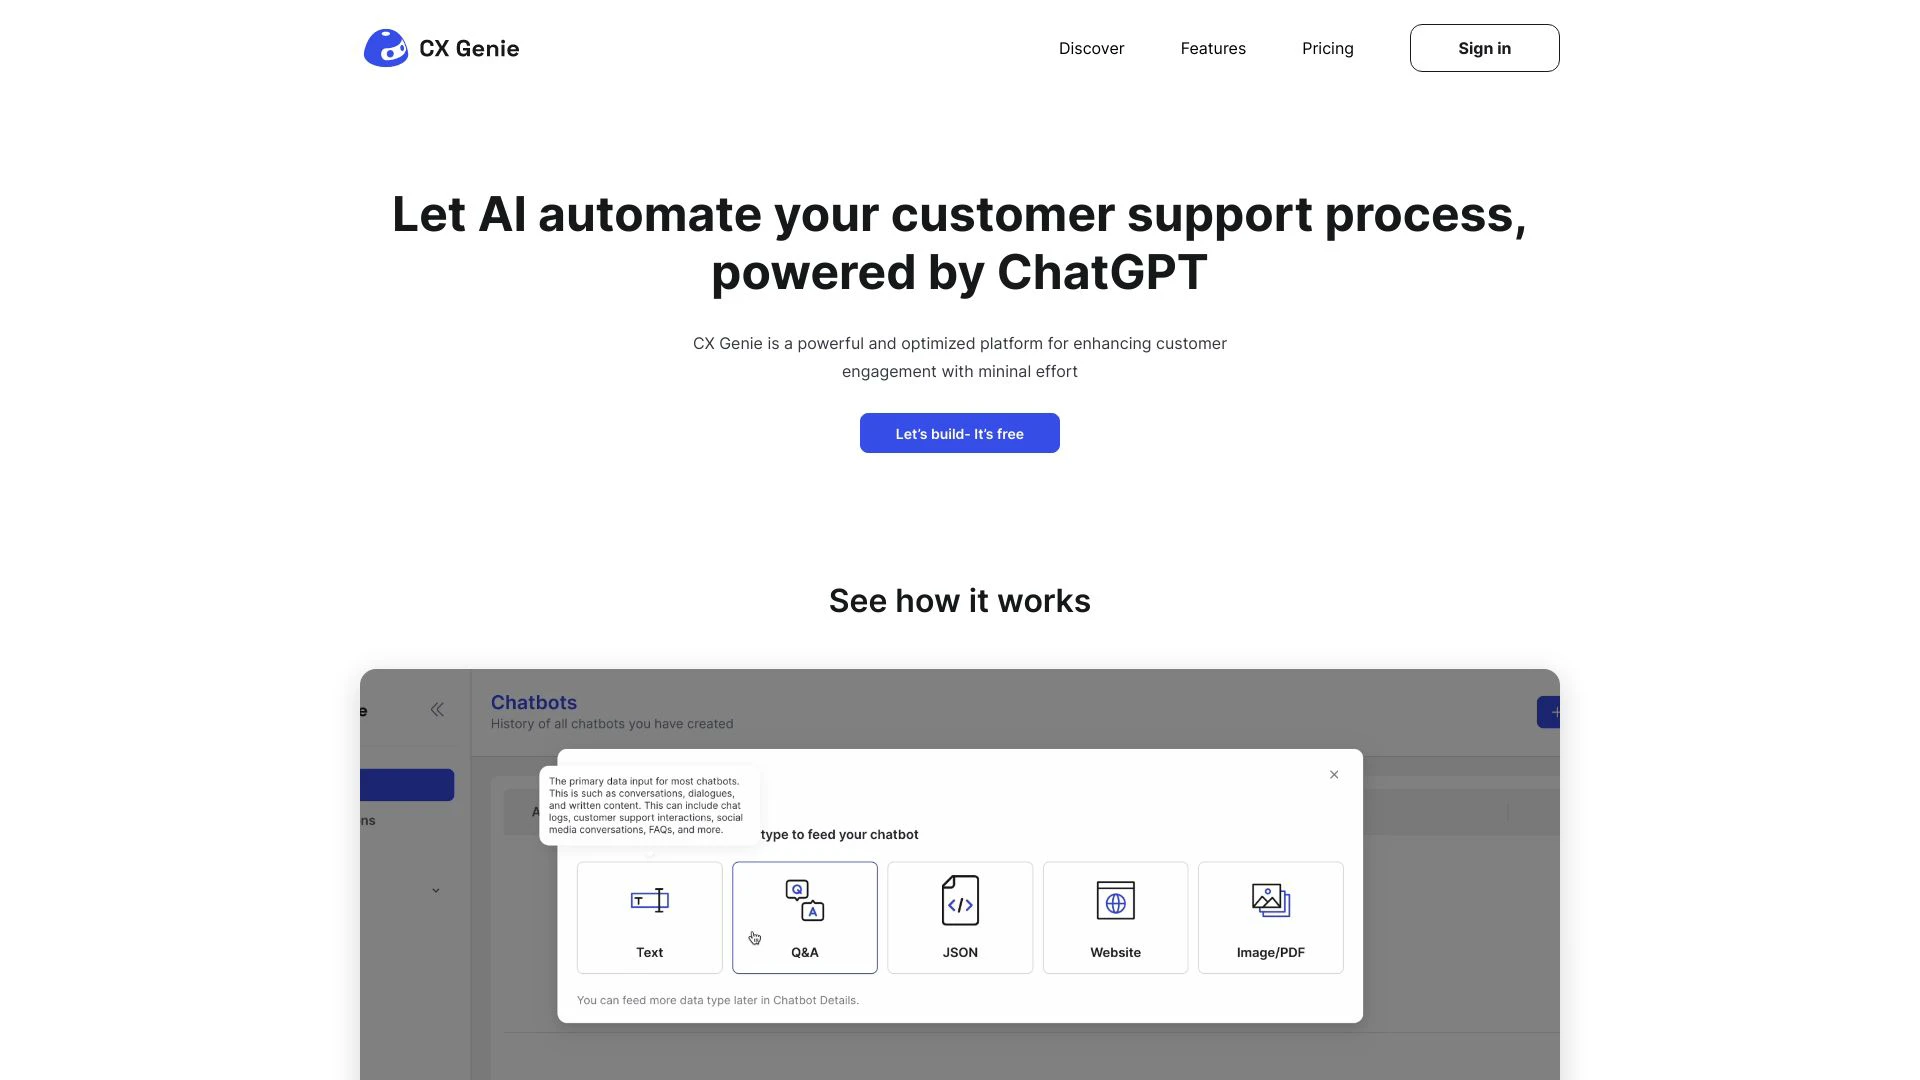 CX Genie
Discover
Features
Pricing
Sign in
Let AI automate your customer support process,
powered by ChatGPT
CX Genie is a powerful and optimized platform for enhancing customer
engagement with mininal effort
Let’s build- It’s free
See how it works
e
Chatbots
History of all chatbots you have created
+
ns
A
The primary data input for most chatbots.
This is such as conversations, dialogues,
and written content. This can include chat
logs, customer support interactions, social
media conversations, FAQs, and more.
type to feed your chatbot
T
Text
Q
A
Q&A
</>
JSON
Website
Image/PDF
You can feed more data type later in Chatbot Details.